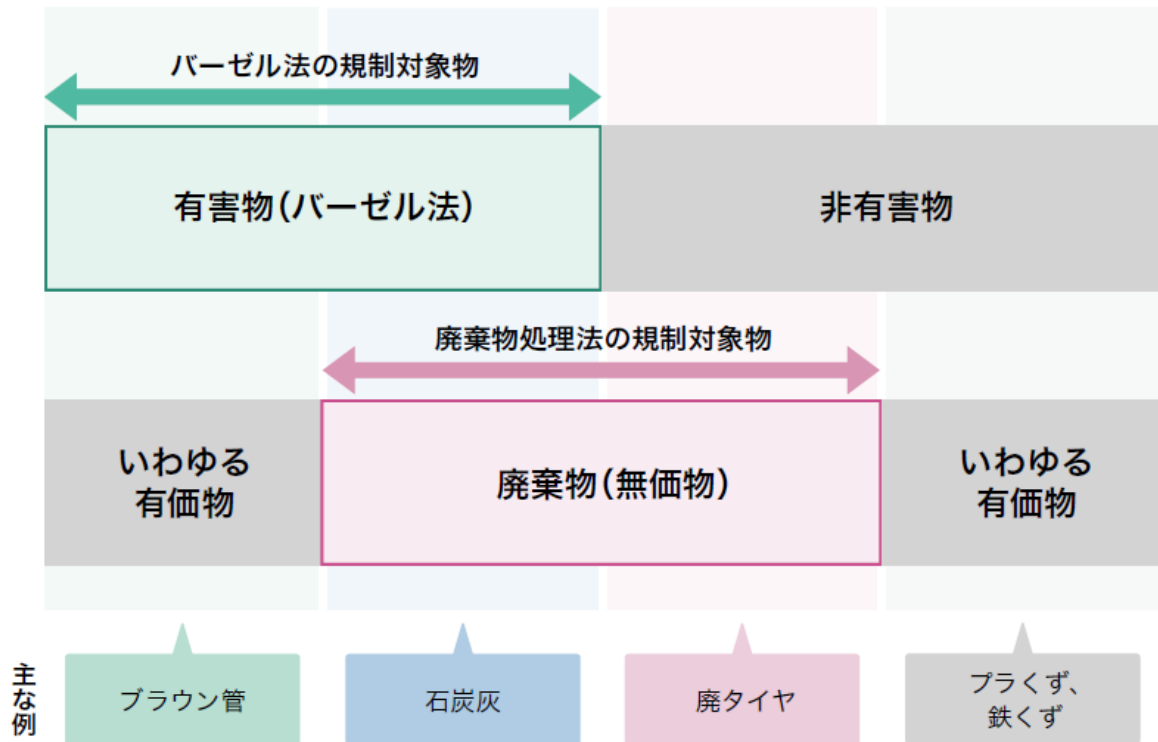 バーゼル法の規制対象物
有害物(バーゼル法)
非有害物
廃棄物処理法の規制対象物
いわゆる
有価物
廃棄物(無価物)
いわゆる
有価物
主な例
ブラウン管
石炭灰
廃タイヤ
プラくず、
鉄くず